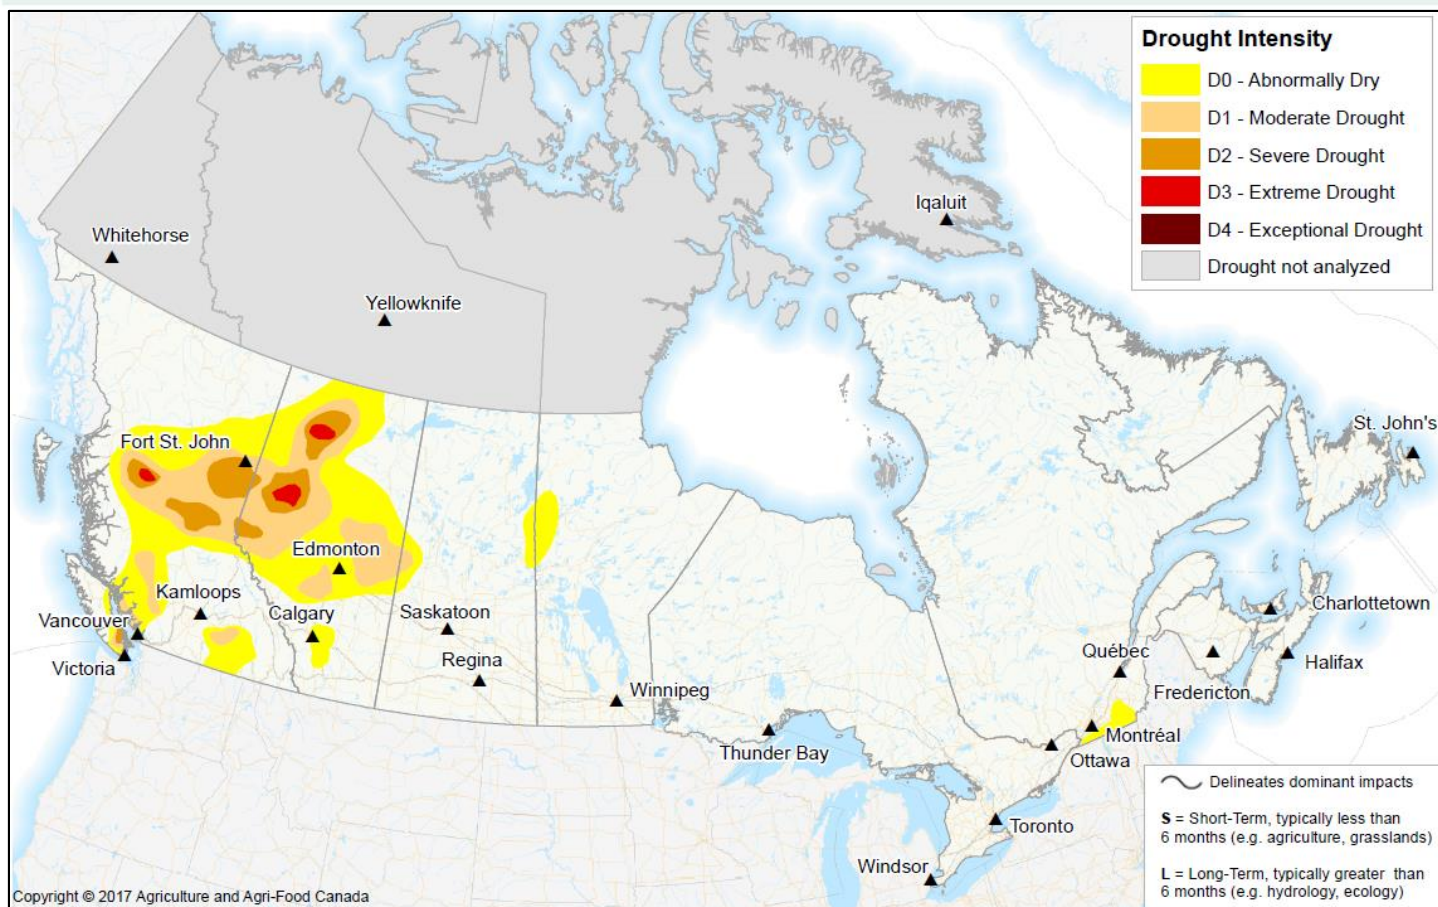 Drought Intensity
D0 - Abnormally Dry
D1 - Moderate Drought
D2 - Severe Drought
D3 - Extreme Drought
D4 - Exceptional Drought
Drought not analyzed
Iqaluit
Whitehorse
Yellowknife
St. John's
Fort St. John
Edmonton
Kamloops
Calgary
Saskatoon
Charlottetown
Vancouver
Victoria
Regina
Québec
Halifax
Winnipeg
Fredericton
Thunder Bay
Montréal
Ottawa
Toronto
Windsor
Delineates dominant impacts
S = Short-Term, typically less than
6 months (e.g. agriculture, grasslands)
L = Long-Term, typically greater than
6 months (e.g. hydrology, ecology)
Copyright © 2017 Agriculture and Agri-Food Canada